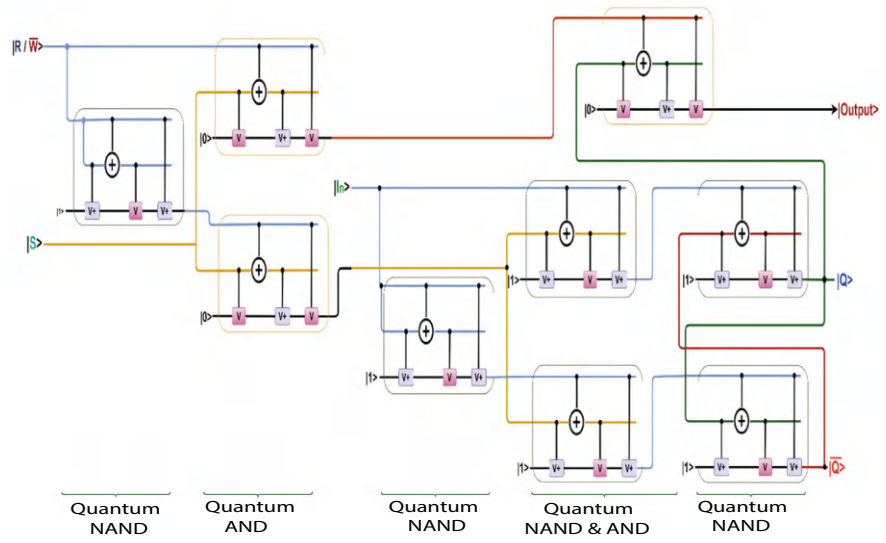 |R / W̅>
|0>
|0>
|Output>
|In>
|1>
|S>
|1>
|1>
|Q>
|0>
|1>
|1>
|1>
|Q̅>
V V+ V
V V+ V
V+ V V+
V+ V V+
V+ V V+
V V+ V
V+ V V+
V+ V V+
V+ V V+
Quantum
NAND
Quantum
AND
Quantum
NAND
Quantum
NAND & AND
Quantum
NAND